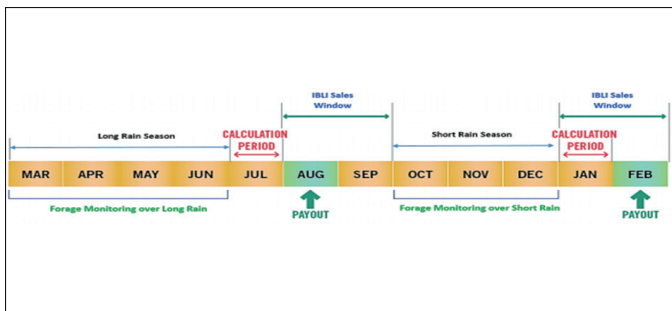 IBLI Sales
Window
IBLI Sales
Window
Long Rain Season
CALCULATION
PERIOD
Short Rain Season
CALCULATION
PERIOD
MAR APR MAY JUN JUL AUG SEP OCT NOV DEC JAN FEB
Forage Monitoring over Long Rain
PAYOUT
Forage Monitoring over Short Rain
PAYOUT